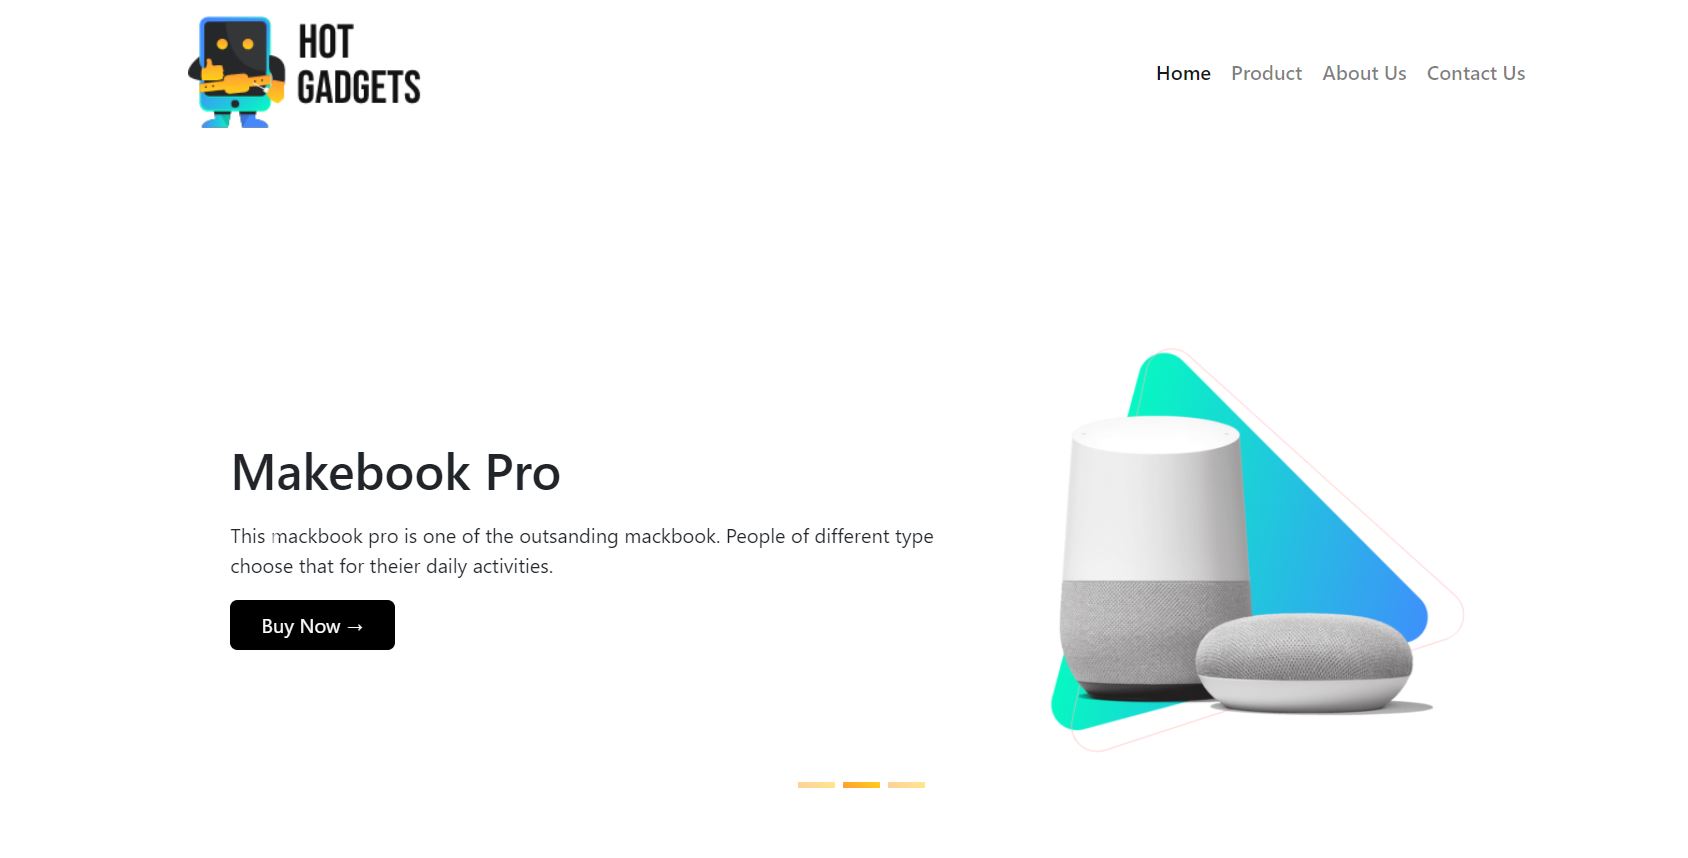 HOT
GADGETS
Home Product About Us Contact Us
Makebook Pro
This mackbook pro is one of the outsanding mackbook. People of different type
choose that for theier daily activities.
Buy Now →